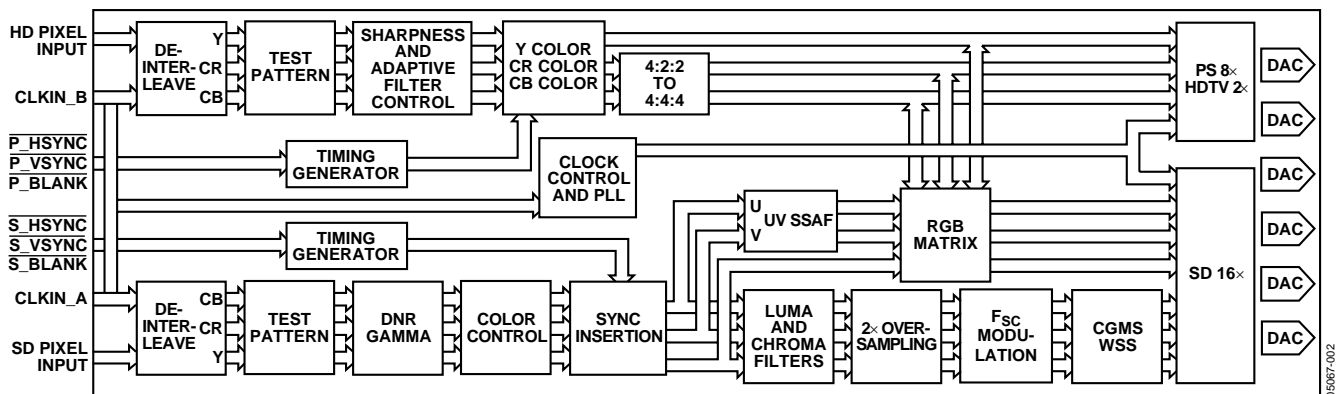 HD PIXEL
INPUT
CLKIN_B
P_HSYNC
P_VSYNC
P_BLANK
S_HSYNC
S_VSYNC
S_BLANK
CLKIN_A
SD PIXEL
INPUT
DE-
INTER-
LEAVE
Y
CR
CB
TEST
PATTERN
SHARPNESS
AND
ADAPTIVE
FILTER
CONTROL
Y COLOR
CR COLOR
CB COLOR
4:2:2
TO
4:4:4
PS 8×
HDTV 2×
TIMING
GENERATOR
CLOCK
CONTROL
AND PLL
TIMING
GENERATOR
U
V
UV SSAF
RGB
MATRIX
SD 16×
DE-
INTER-
LEAVE
CB
CR
Y
TEST
PATTERN
DNR
GAMMA
COLOR
CONTROL
SYNC
INSERTION
LUMA
AND
CHROMA
FILTERS
2× OVER-
SAMPLING
FSC
MODU-
LATION
CGMS
WSS
DAC
DAC
DAC
DAC
DAC
DAC
05067-002